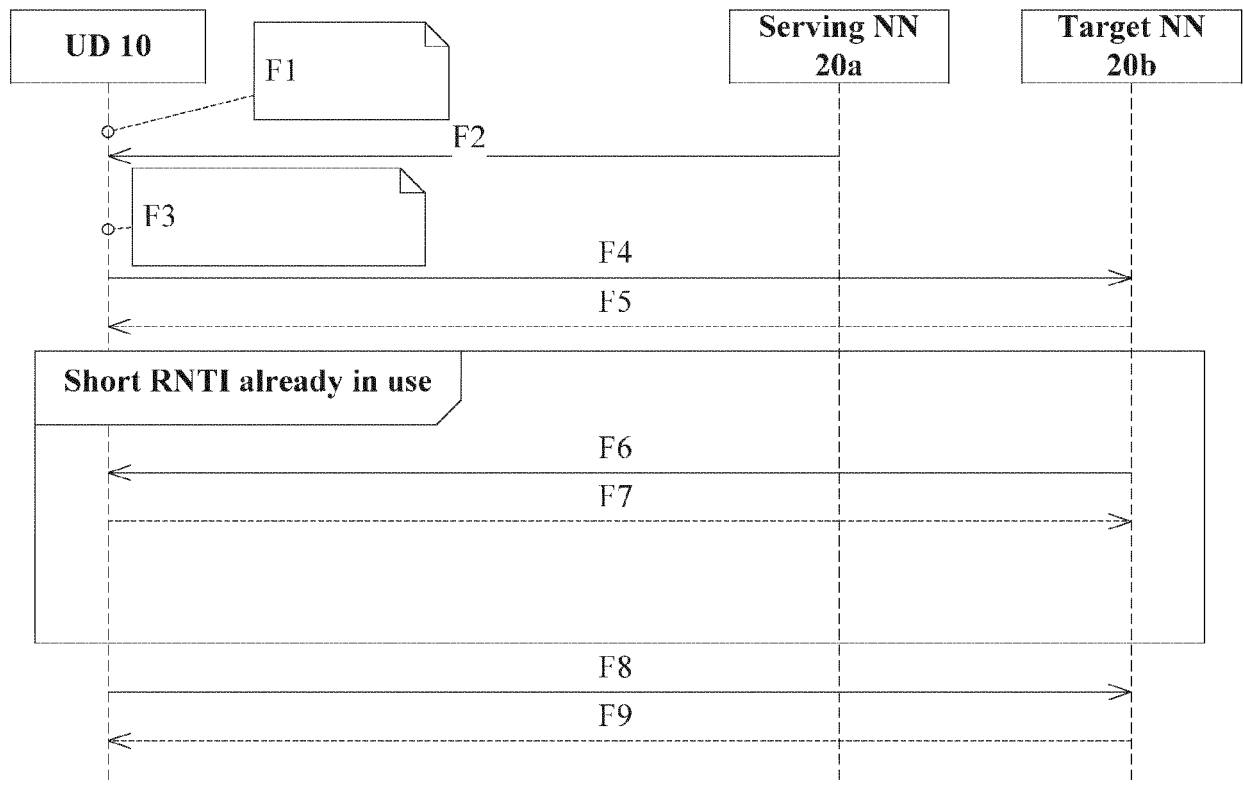 UD 10
Serving NN
20a
Target NN
20b
F1
F2
F3
F4
F5
Short RNTI already in use
F6
F7
F8
F9